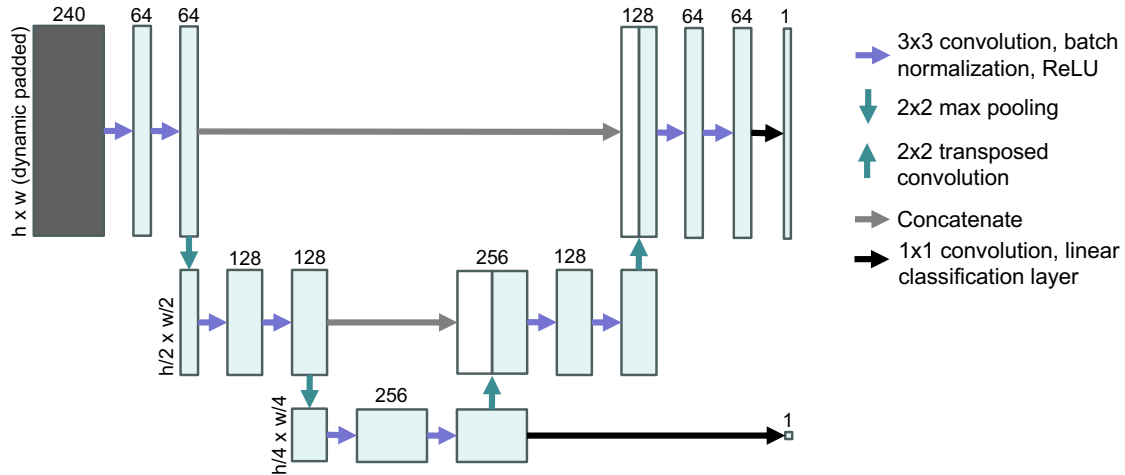 240
64
64
128
64
64
1
h x w (dynamic padded)
3x3 convolution, batch
normalization, ReLU
2x2 max pooling
2x2 transposed
convolution
Concatenate
1x1 convolution, linear
classification layer
128
128
256
128
h/2 x w/2
256
1
h/4 x w/4